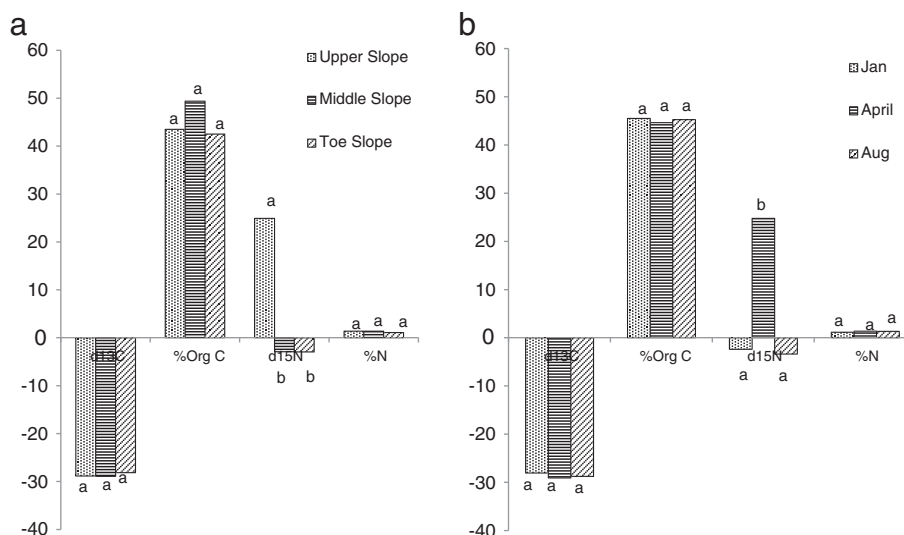 a
60
50
40
30
20
10
0
-10
-20
-30
-40
Upper Slope
Middle Slope
Toe Slope
a
a a
a
a a a
d13C %Org C d15N %N
b b
a a a
b
60
50
40
30
20
10
0
-10
-20
-30
-40
Jan
April
Aug
a a a
b
a a a
d13C %Org C d15N %N
a a
a a a